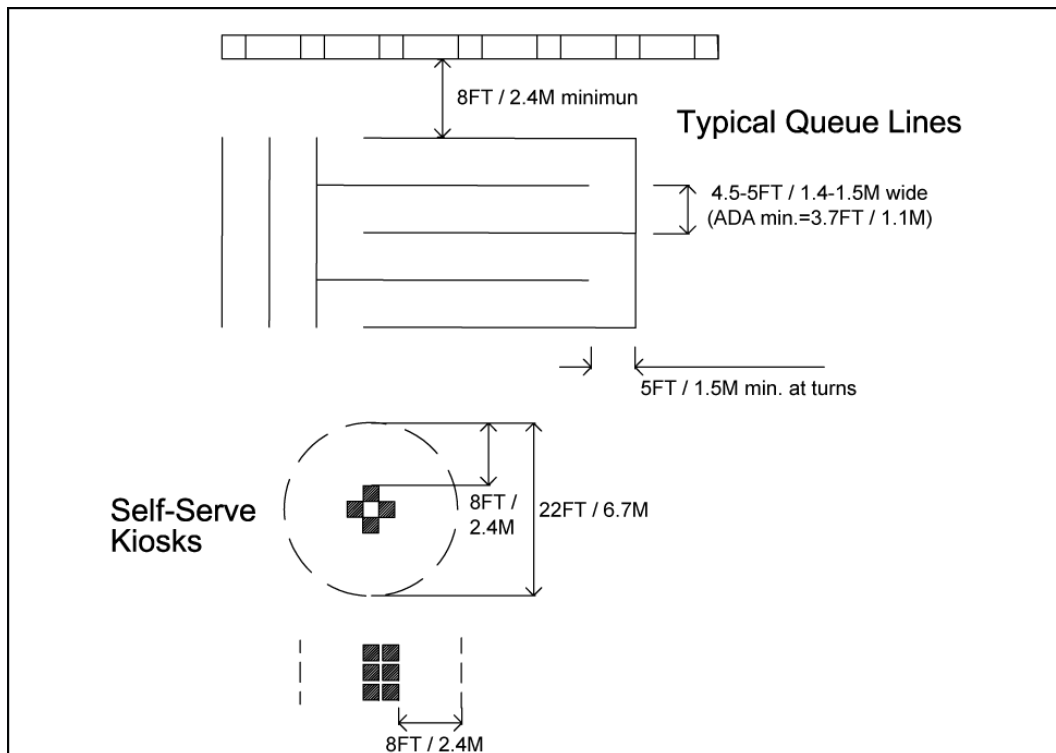 8FT / 2.4M minimun
Typical Queue Lines
4.5-5FT / 1.4-1.5M wide
(ADA min.=3.7FT / 1.1M)
5FT / 1.5M min. at turns
Self-Serve
Kiosks
8FT /
2.4M
22FT / 6.7M
8FT / 2.4M